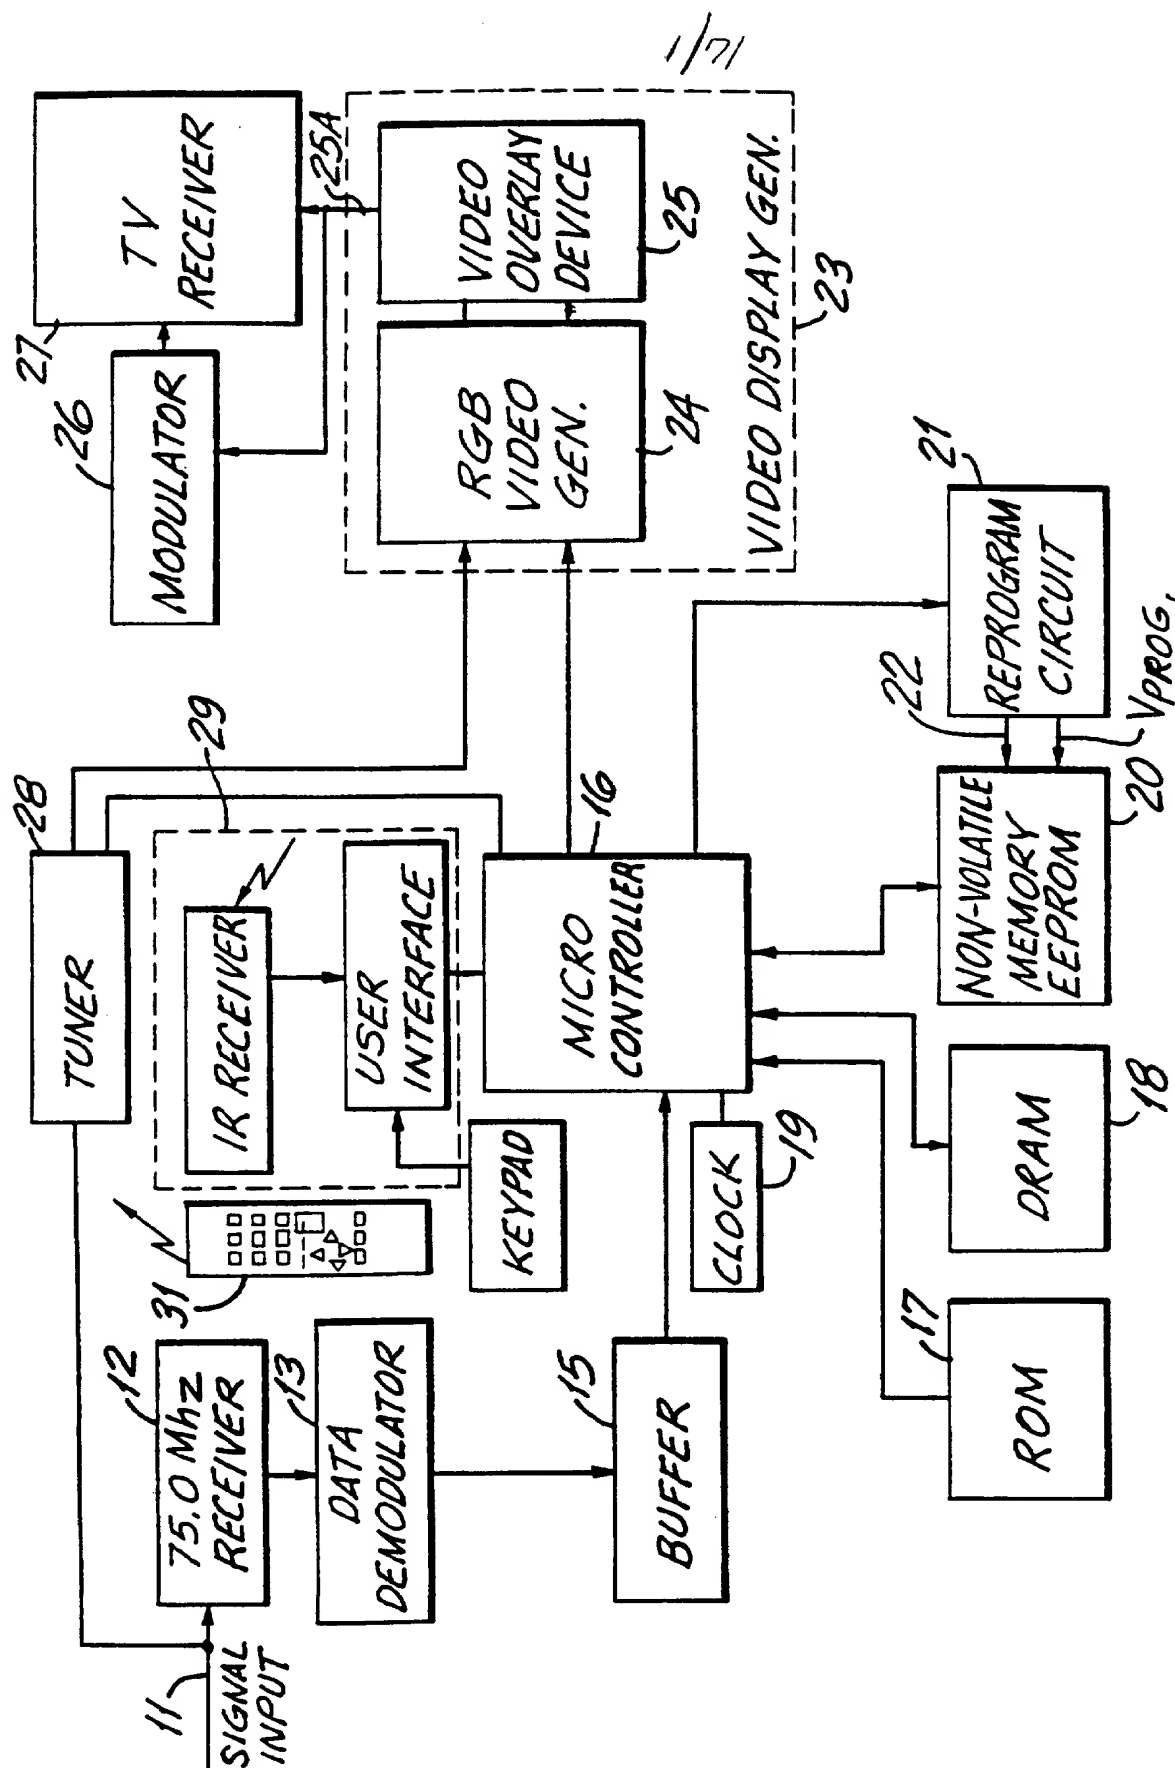 1/71
11
SIGNAL
INPUT
12
75.0 Mhz
RECEIVER
13
DATA
DEMODULATOR
15
BUFFER
17
ROM
31
KEYPAD
CLOCK
19
DRAM
18
28
TUNER
29
IR RECEIVER
USER
INTERFACE
16
MICRO
CONTROLLER
NON-VOLATILE
MEMORY
EEPROM
20
22
VPROG.
21
REPROGRAM
CIRCUIT
26
MODULATOR
27
TV
RECEIVER
25A
RGB
VIDEO
GEN.
24
VIDEO
OVERLAY
DEVICE
25
VIDEO DISPLAY GEN.
23